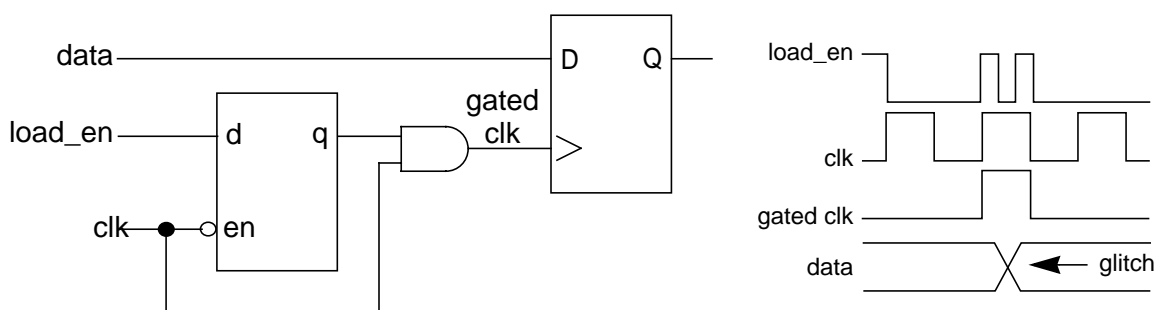 data
D
Q
gated
clk
load_en
d
q
clk
en
load_en
clk
gated clk
data
glitch